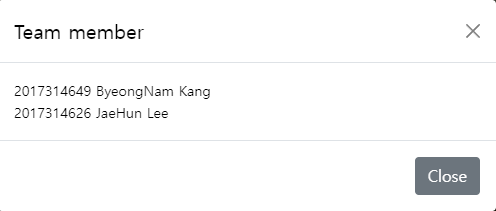 Team member
2017314649 ByeongNam Kang
2017314626 JaeHun Lee
Close